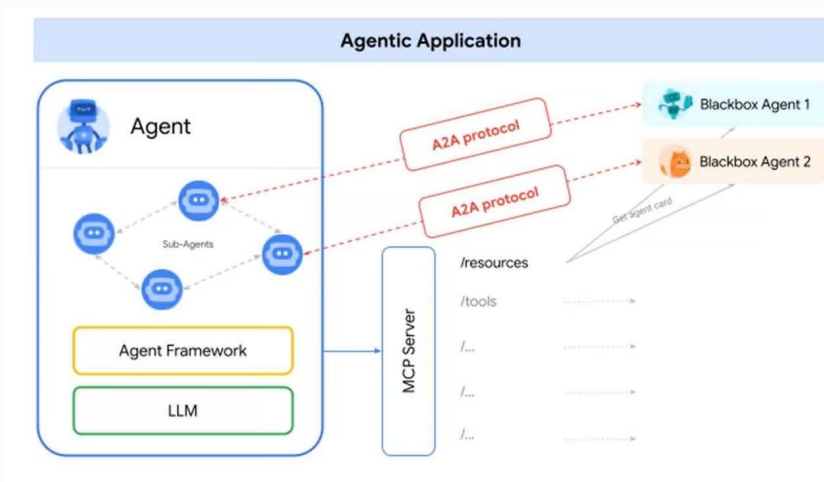 Agentic Application
Agent
Sub-Agents
Agent Framework
LLM
A2A protocol
A2A protocol
Blackbox Agent 1
Blackbox Agent 2
Get agent card
MCP Server
/resources
/tools
/...
/...
/...